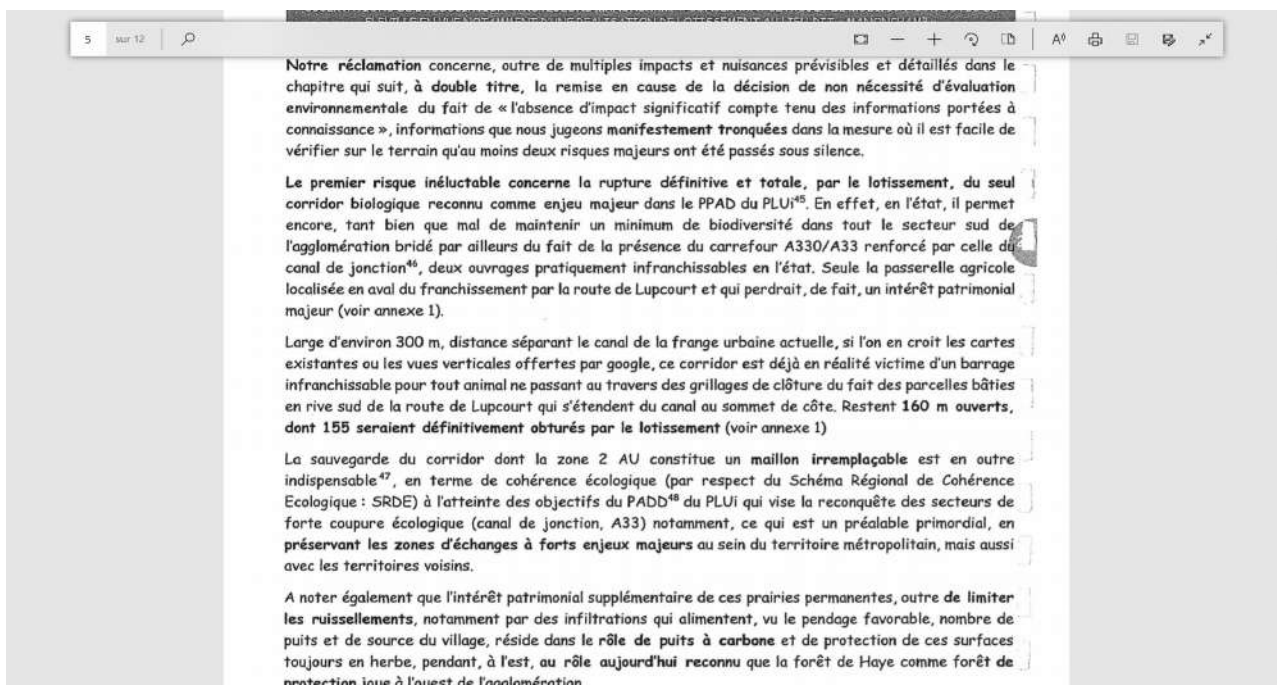 5 sur 12
Notre réclamation concerne, outre de multiples impacts et nuisances prévisibles et détaillés dans le
chapitre qui suit, à double titre, la remise en cause de la décision de non nécessité d'évaluation
environnementale du fait de « l'absence d'impact significatif compte tenu des informations portées à
connaissance », informations que nous jugeons manifestement tronquées dans la mesure où il est facile de
vérifier sur le terrain qu'au moins deux risques majeurs ont été passés sous silence.
Le premier risque inéluctable concerne la rupture définitive et totale, par le lotissement, du seul
corridor biologique reconnu comme enjeu majeur dans le PPAD du PLUi⁴⁵. En effet, en l'état, il permet
encore, tant bien que mal de maintenir un minimum de biodiversité dans tout le secteur sud de
l'agglomération bridé par ailleurs du fait de la présence du carrefour A330/A33 renforcé par celle du
canal de jonction⁴⁶, deux ouvrages pratiquement infranchissables en l'état. Seule la passerelle agricole
localisée en aval du franchissement par la route de Lupcourt et qui perdrait, de fait, un intérêt patrimonial
majeur (voir annexe 1).
Large d'environ 300 m, distance séparant le canal de la frange urbaine actuelle, si l'on en croit les cartes
existantes ou les vues verticales offertes par google, ce corridor est déjà en réalité victime d'un barrage
infranchissable pour tout animal ne passant au travers des grillages de clôture du fait des parcelles bâties
en rive sud de la route de Lupcourt qui s'étendent du canal au sommet de côte. Restent 160 m ouverts,
dont 155 seraient définitivement obturés par le lotissement (voir annexe 1)
La sauvegarde du corridor dont la zone 2 AU constitue un maillon irremplaçable est en outre
indispensable⁴⁷, en terme de cohérence écologique (par respect du Schéma Régional de Cohérence
Ecologique : SRDE) à l'atteinte des objectifs du PADD⁴⁸ du PLUi qui vise la reconquête des secteurs de
forte coupure écologique (canal de jonction, A33) notamment, ce qui est un préalable primordial, en
préservant les zones d'échanges à forts enjeux majeurs au sein du territoire métropolitain, mais aussi
avec les territoires voisins.
A noter également que l'intérêt patrimonial supplémentaire de ces prairies permanentes, outre de limiter
les ruissellements, notamment par des infiltrations qui alimentent, vu le pendage favorable, nombre de
puits et de source du village, réside dans le rôle de puits à carbone et de protection de ces surfaces
toujours en herbe, pendant, à l'est, au rôle aujourd'hui reconnu que la forêt de Haye comme forêt de
protection joue à l'ouest de l'agglomération